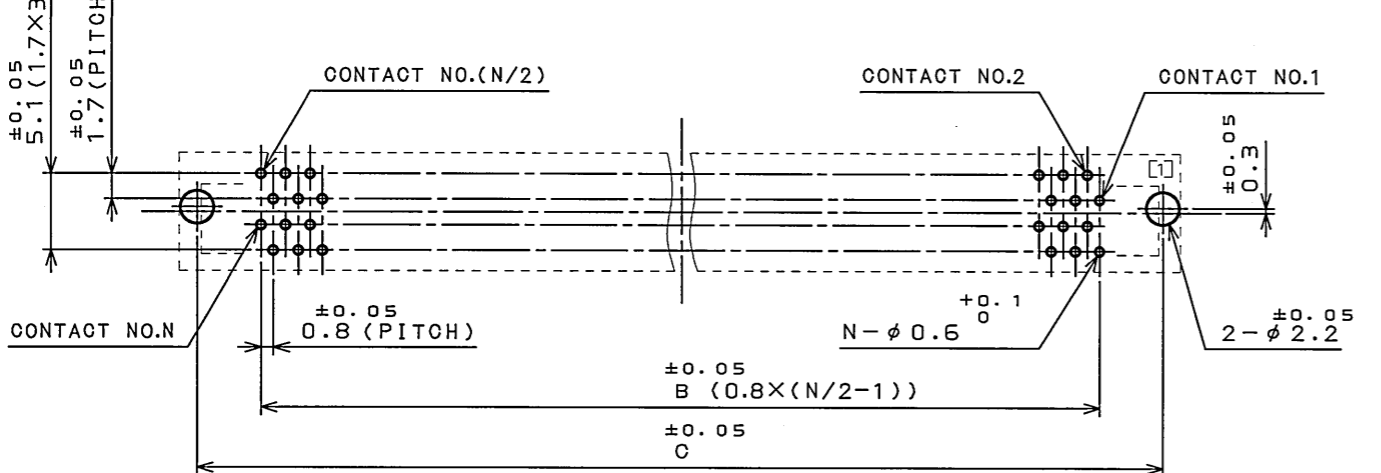 ±0.05
5.1(1.7×3
±0.05
1.7(PITCH
CONTACT NO.(N/2)
CONTACT NO.2
CONTACT NO.1
[1]
±0.05
0.3
CONTACT NO.N
±0.05
0.8(PITCH)
+0.1
0
N-φ0.6
±0.05
2-φ2.2
±0.05
B (0.8×(N/2-1))
±0.05
C